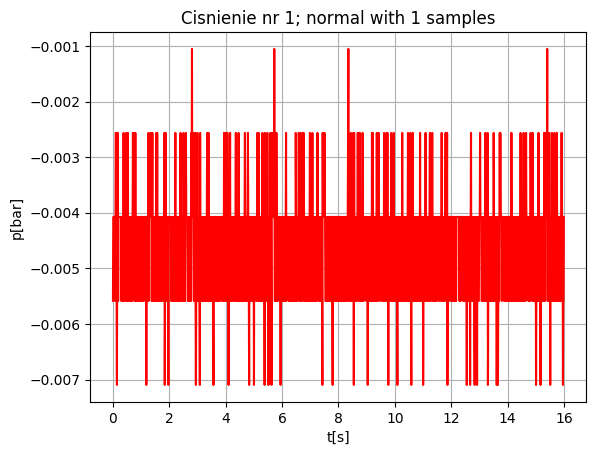 Cisnienie nr 1; normal with 1 samples
−0.001
−0.002
−0.003
−0.004
−0.005
−0.006
−0.007
p[bar]
0 2 4 6 8 10 12 14 16
t[s]